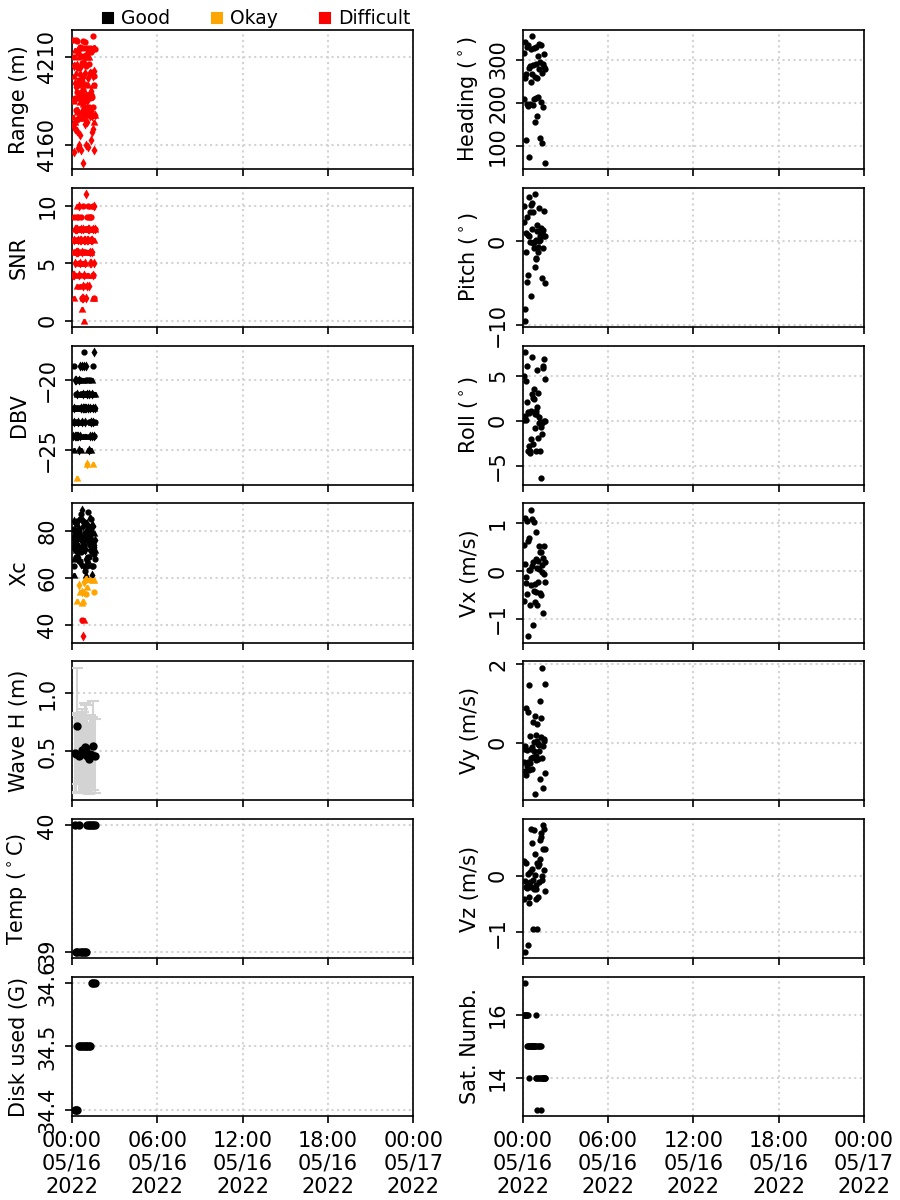 Good Okay Difficult
Range (m)
4210
4160
Heading (°)
300
200
100
SNR
10
5
0
Pitch (°)
0
−10
DBV
−20
−25
Roll (°)
5
0
−5
Xc
80
60
40
Vx (m/s)
1
0
−1
Wave H (m)
1.0
0.5
Vy (m/s)
2
0
Temp (°C)
40
39
Vz (m/s)
0
−1
Disk used (G)
34.6
34.5
34.4
Sat. Numb.
16
14
00:00 06:00 12:00 18:00 00:00
05/16 05/16 05/16 05/16 05/17
2022 2022 2022 2022 2022
00:00 06:00 12:00 18:00 00:00
05/16 05/16 05/16 05/16 05/17
2022 2022 2022 2022 2022